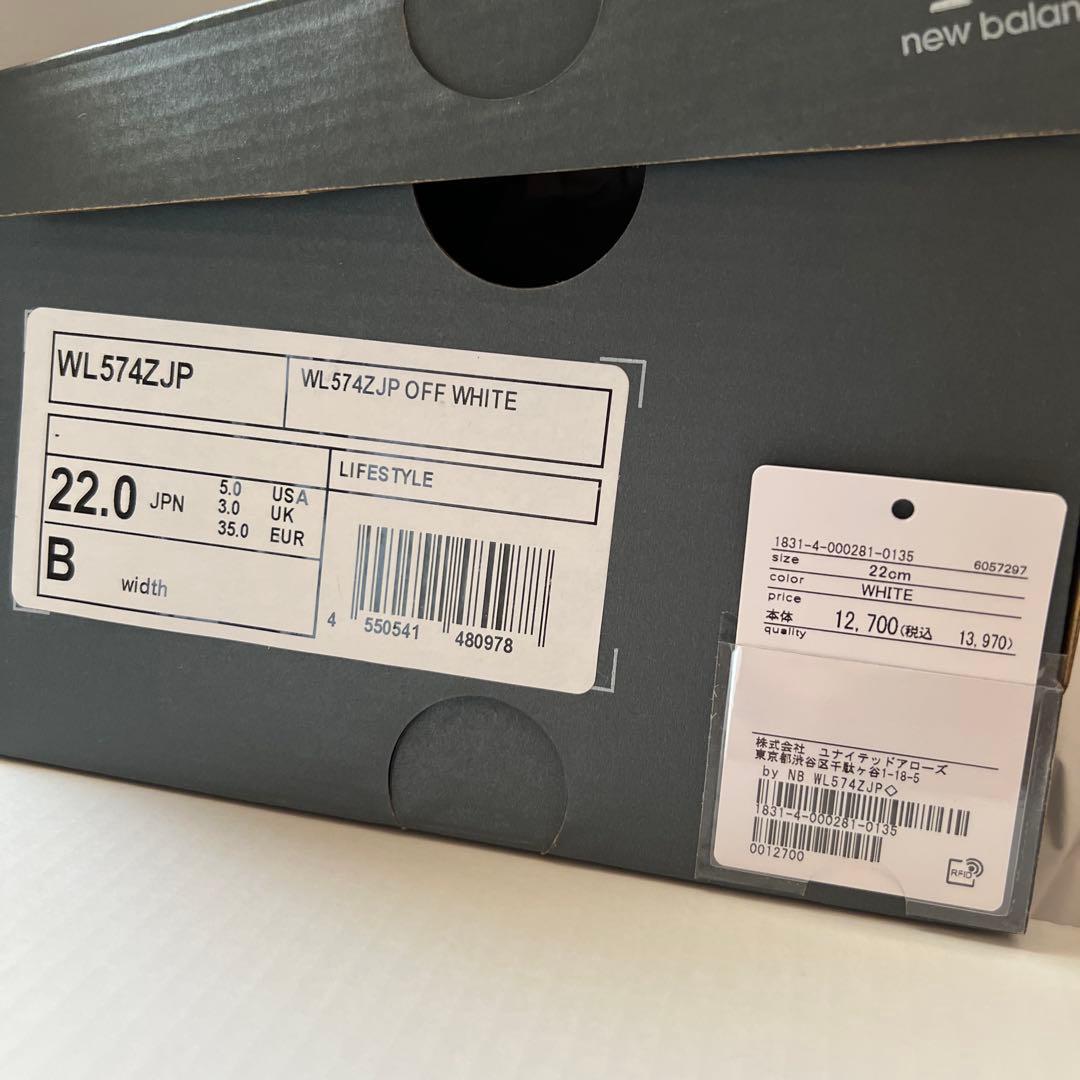 new balan
WL574ZJP
WL574ZJP OFF WHITE
-
LIFESTYLE
22.0 JPN
5.0 USA
3.0 UK
35.0 EUR
B width
4 550541 480978
1831-4-000281-0135 6057297
size 22cm
color WHITE
price
本体 12,700(税込 13,970)
quality
株式会社 ユナイテッドアローズ
東京都渋谷区千駄ヶ谷1-18-5
by NB WL574ZJP◇
1831-4-000281-0135
0012700
RFID